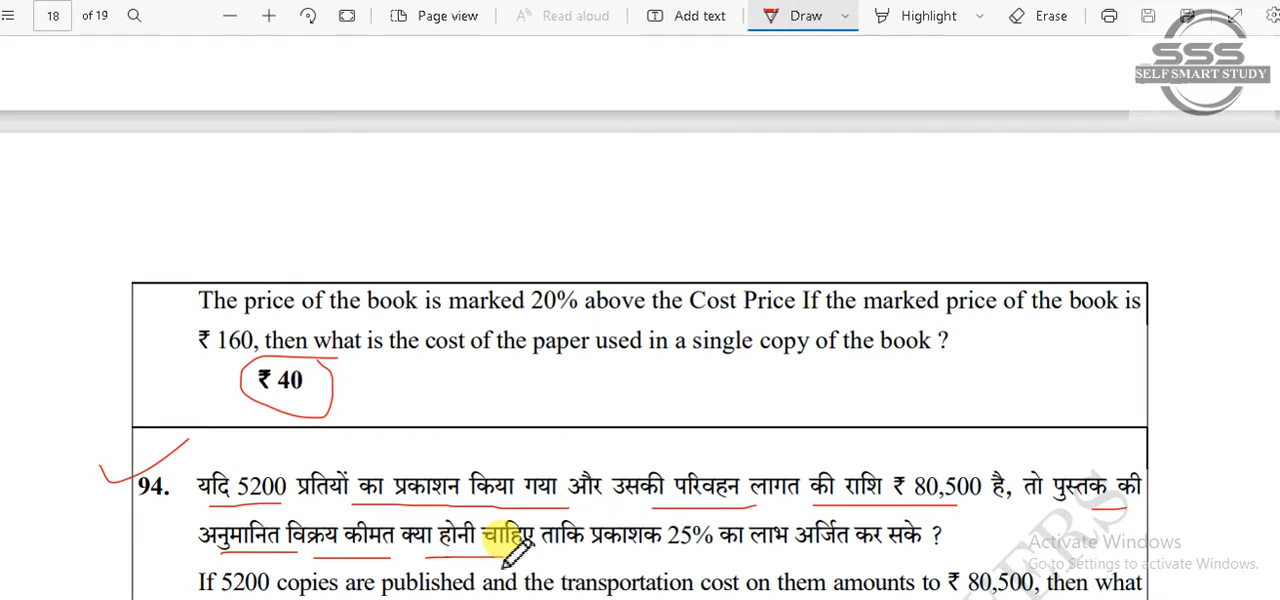 18 of 19 Page view Read aloud Add text Draw Highlight Erase
SSS
SELF SMART STUDY
The price of the book is marked 20% above the Cost Price If the marked price of the book is
₹ 160, then what is the cost of the paper used in a single copy of the book ?
₹ 40
94. यदि 5200 प्रतियों का प्रकाशन किया गया और उसकी परिवहन लागत की राशि ₹ 80,500 है, तो पुस्तक की
अनुमानित विक्रय कीमत क्या होनी चाहिए ताकि प्रकाशक 25% का लाभ अर्जित कर सके ?
Activate Windows
Go to Settings to activate Windows.
If 5200 copies are published and the transportation cost on them amounts to ₹ 80,500, then what